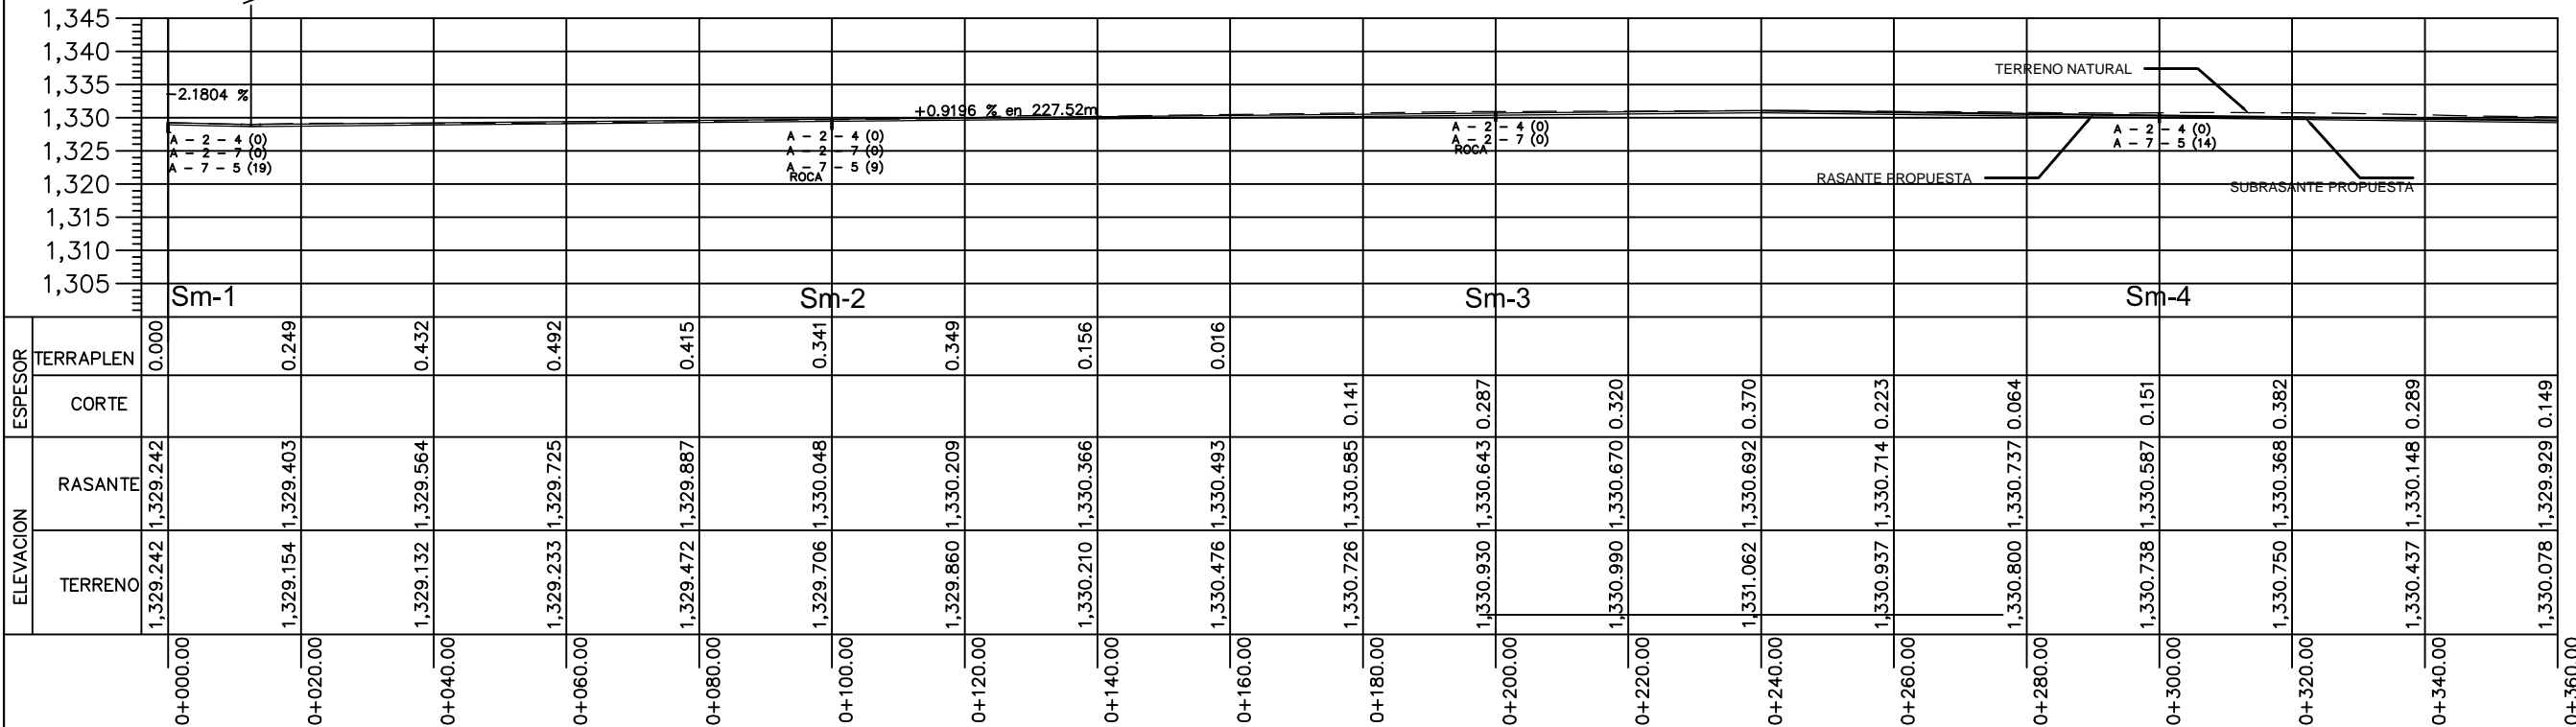 1,345
1,340
1,335
1,330
1,325
1,320
1,315
1,310
1,305
-2.1804 %
+0.9196 % en 227.52m
TERRENO NATURAL
RASANTE PROPUESTA
SUBRASANTE PROPUESTA
A - 2 - 4 (0)
A - 2 - 7 (0)
A - 7 - 5 (19)
A - 2 - 4 (0)
A - 2 - 7 (0)
A - 7 - 5 (9)
ROCA
A - 2 - 4 (0)
A - 2 - 7 (0)
ROCA
A - 2 - 4 (0)
A - 7 - 5 (14)
Sm-1
Sm-2
Sm-3
Sm-4
ESPESOR
TERRAPLEN 0.000 0.249 0.432 0.492 0.415 0.341 0.349 0.156 0.016
CORTE 0.141 0.287 0.320 0.370 0.223 0.064 0.151 0.382 0.289 0.149
ELEVACION
RASANTE 1,329.242 1,329.403 1,329.564 1,329.725 1,329.887 1,330.048 1,330.209 1,330.366 1,330.493 1,330.585 1,330.643 1,330.670 1,330.692 1,330.714 1,330.737 1,330.587 1,330.368 1,330.148 1,329.929
TERRENO 1,329.242 1,329.154 1,329.132 1,329.233 1,329.472 1,329.706 1,329.860 1,330.210 1,330.476 1,330.726 1,330.930 1,330.990 1,331.062 1,330.937 1,330.800 1,330.738 1,330.750 1,330.437 1,330.078
0+000.00 0+020.00 0+040.00 0+060.00 0+080.00 0+100.00 0+120.00 0+140.00 0+160.00 0+180.00 0+200.00 0+220.00 0+240.00 0+260.00 0+280.00 0+300.00 0+320.00 0+340.00 0+360.00